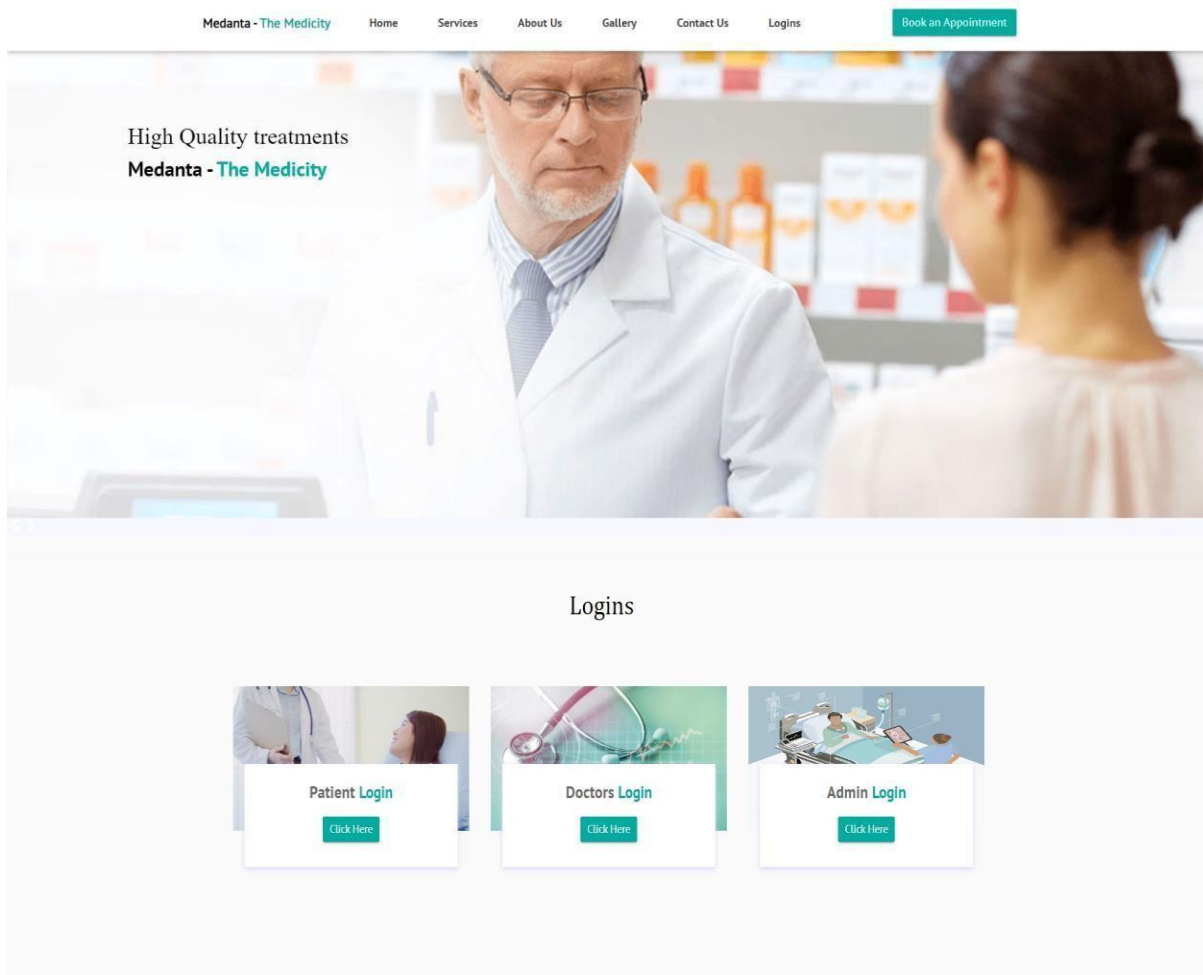 Medanta - The Medicity Home Services About Us Gallery Contact Us Logins Book an Appointment
High Quality treatments
Medanta - The Medicity
Logins
Patient Login Doctors Login Admin Login
Click Here Click Here Click Here